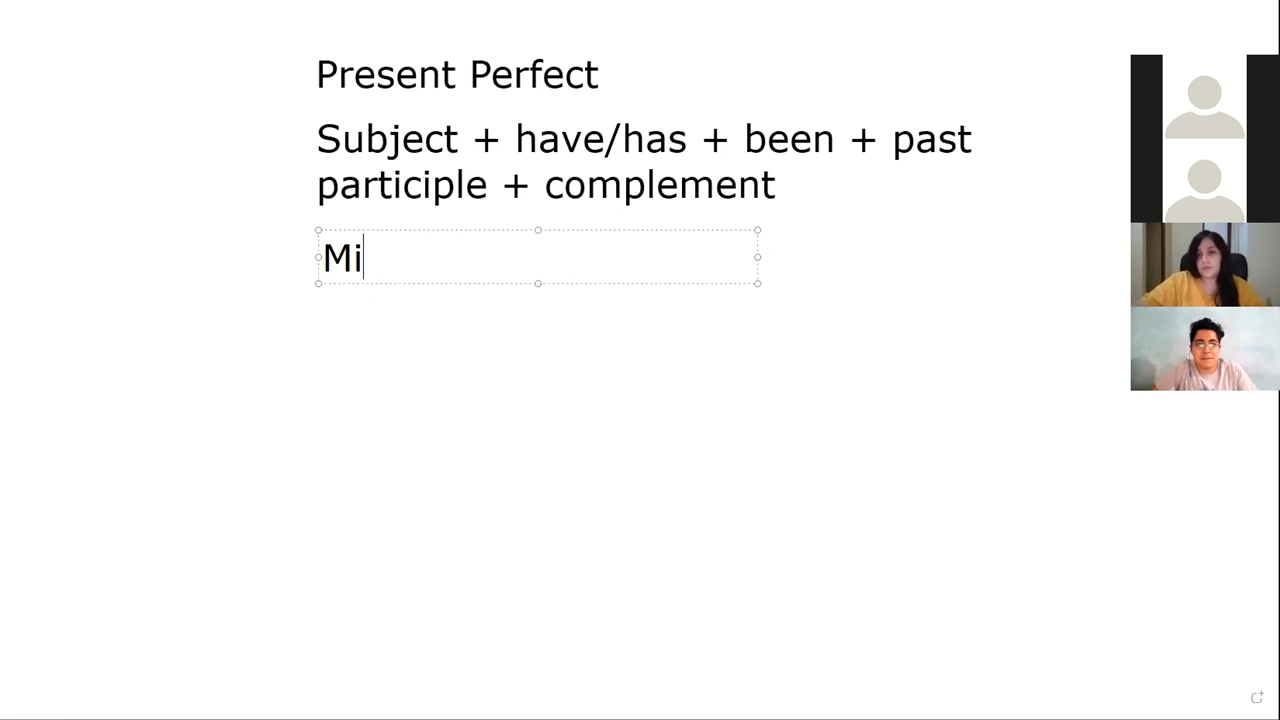 Present Perfect
Subject + have/has + been + past
participle + complement
Mi